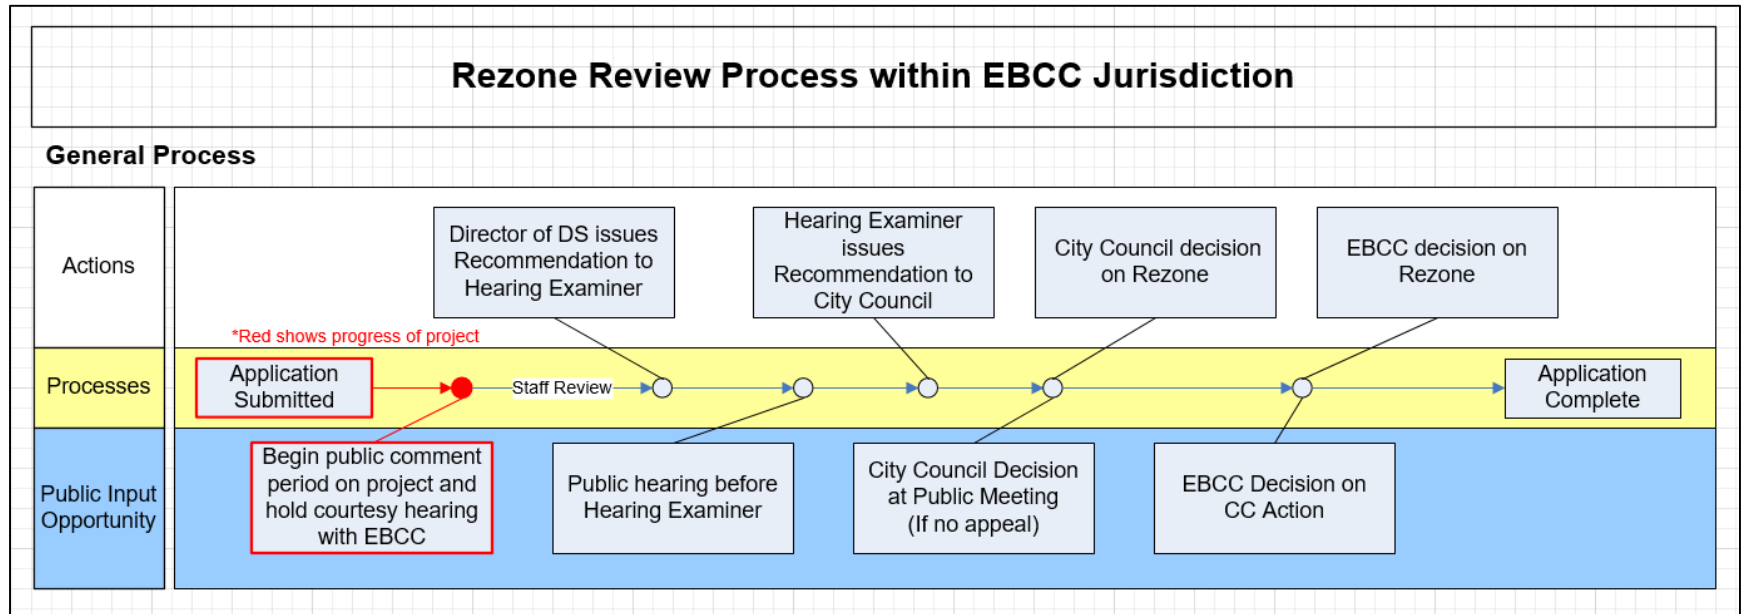 Rezone Review Process within EBCC Jurisdiction
General Process
Actions
Director of DS issues
Recommendation to
Hearing Examiner
Hearing Examiner
issues
Recommendation to
City Council
City Council decision
on Rezone
EBCC decision on
Rezone
*Red shows progress of project
Processes
Application
Submitted
Staff Review
Application
Complete
Public Input
Opportunity
Begin public comment
period on project and
hold courtesy hearing
with EBCC
Public hearing before
Hearing Examiner
City Council Decision
at Public Meeting
(If no appeal)
EBCC Decision on
CC Action